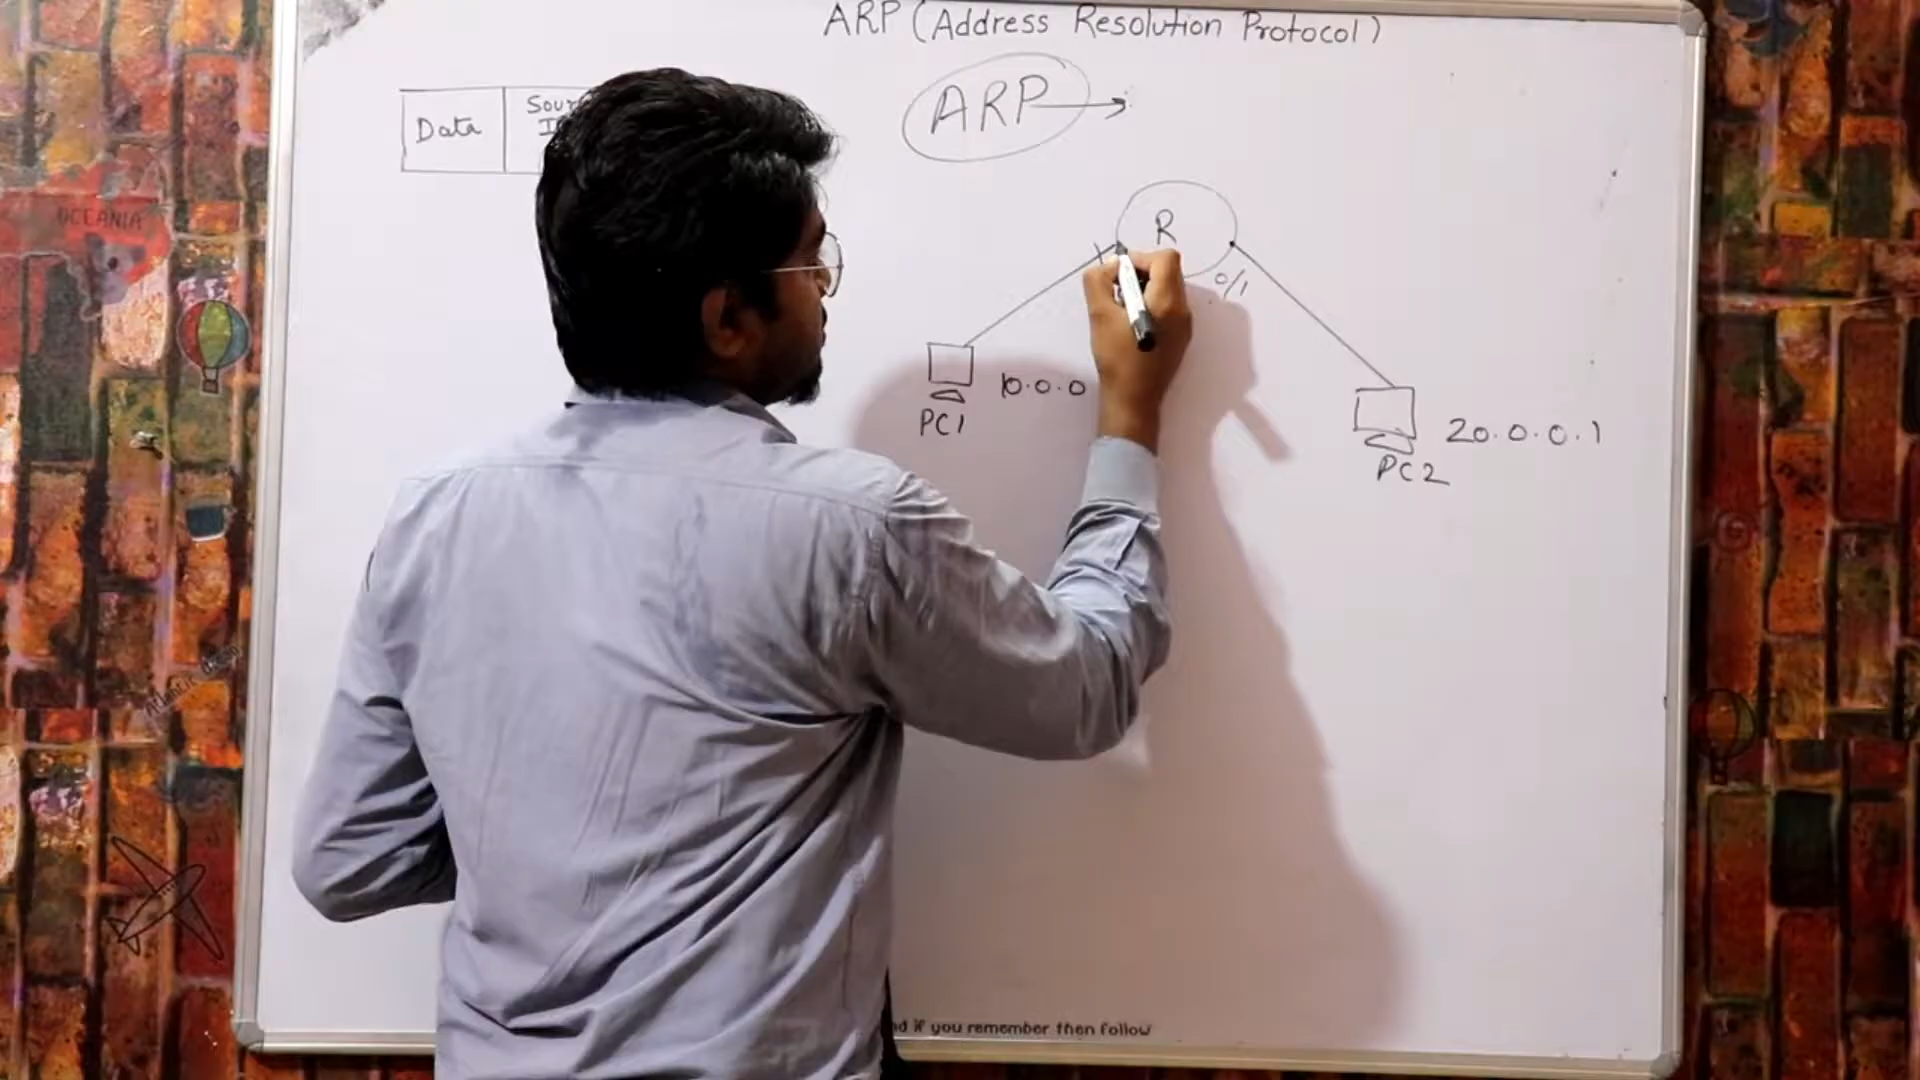 ARP (Address Resolution Protocol)
ARP
Data
R
0/1
PC1
10.0.0
PC2
20.0.0.1
OCEANIA
if you remember then follow